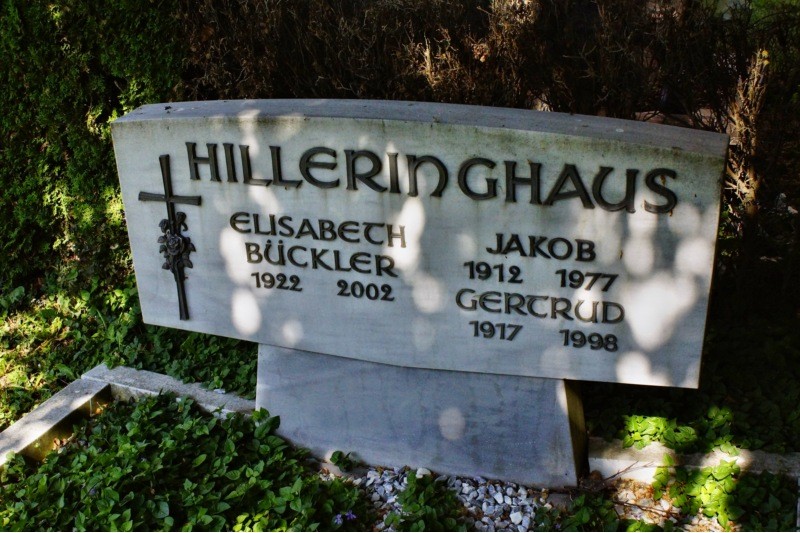 HILLERINGHAUS
ELISABETH
BÜCKLER
1922 2002
JAKOB
1912 1977
GERTRUD
1917 1998